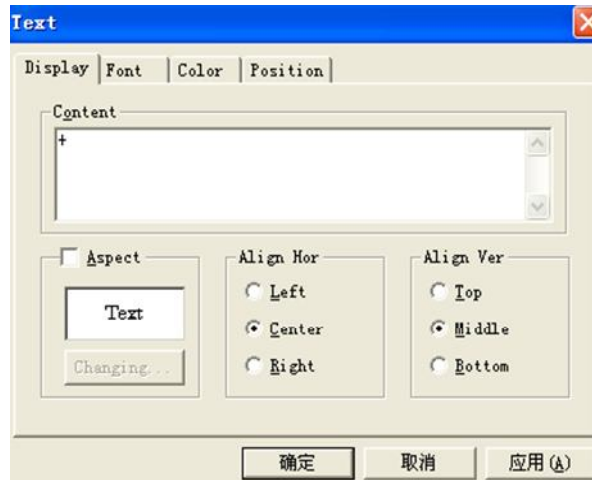 Text
Display Font Color Position
Content
+
Aspect Align Hor Align Ver
Left Top
Text
Center Middle
Changing... Right Bottom
确定 取消 应用(A)